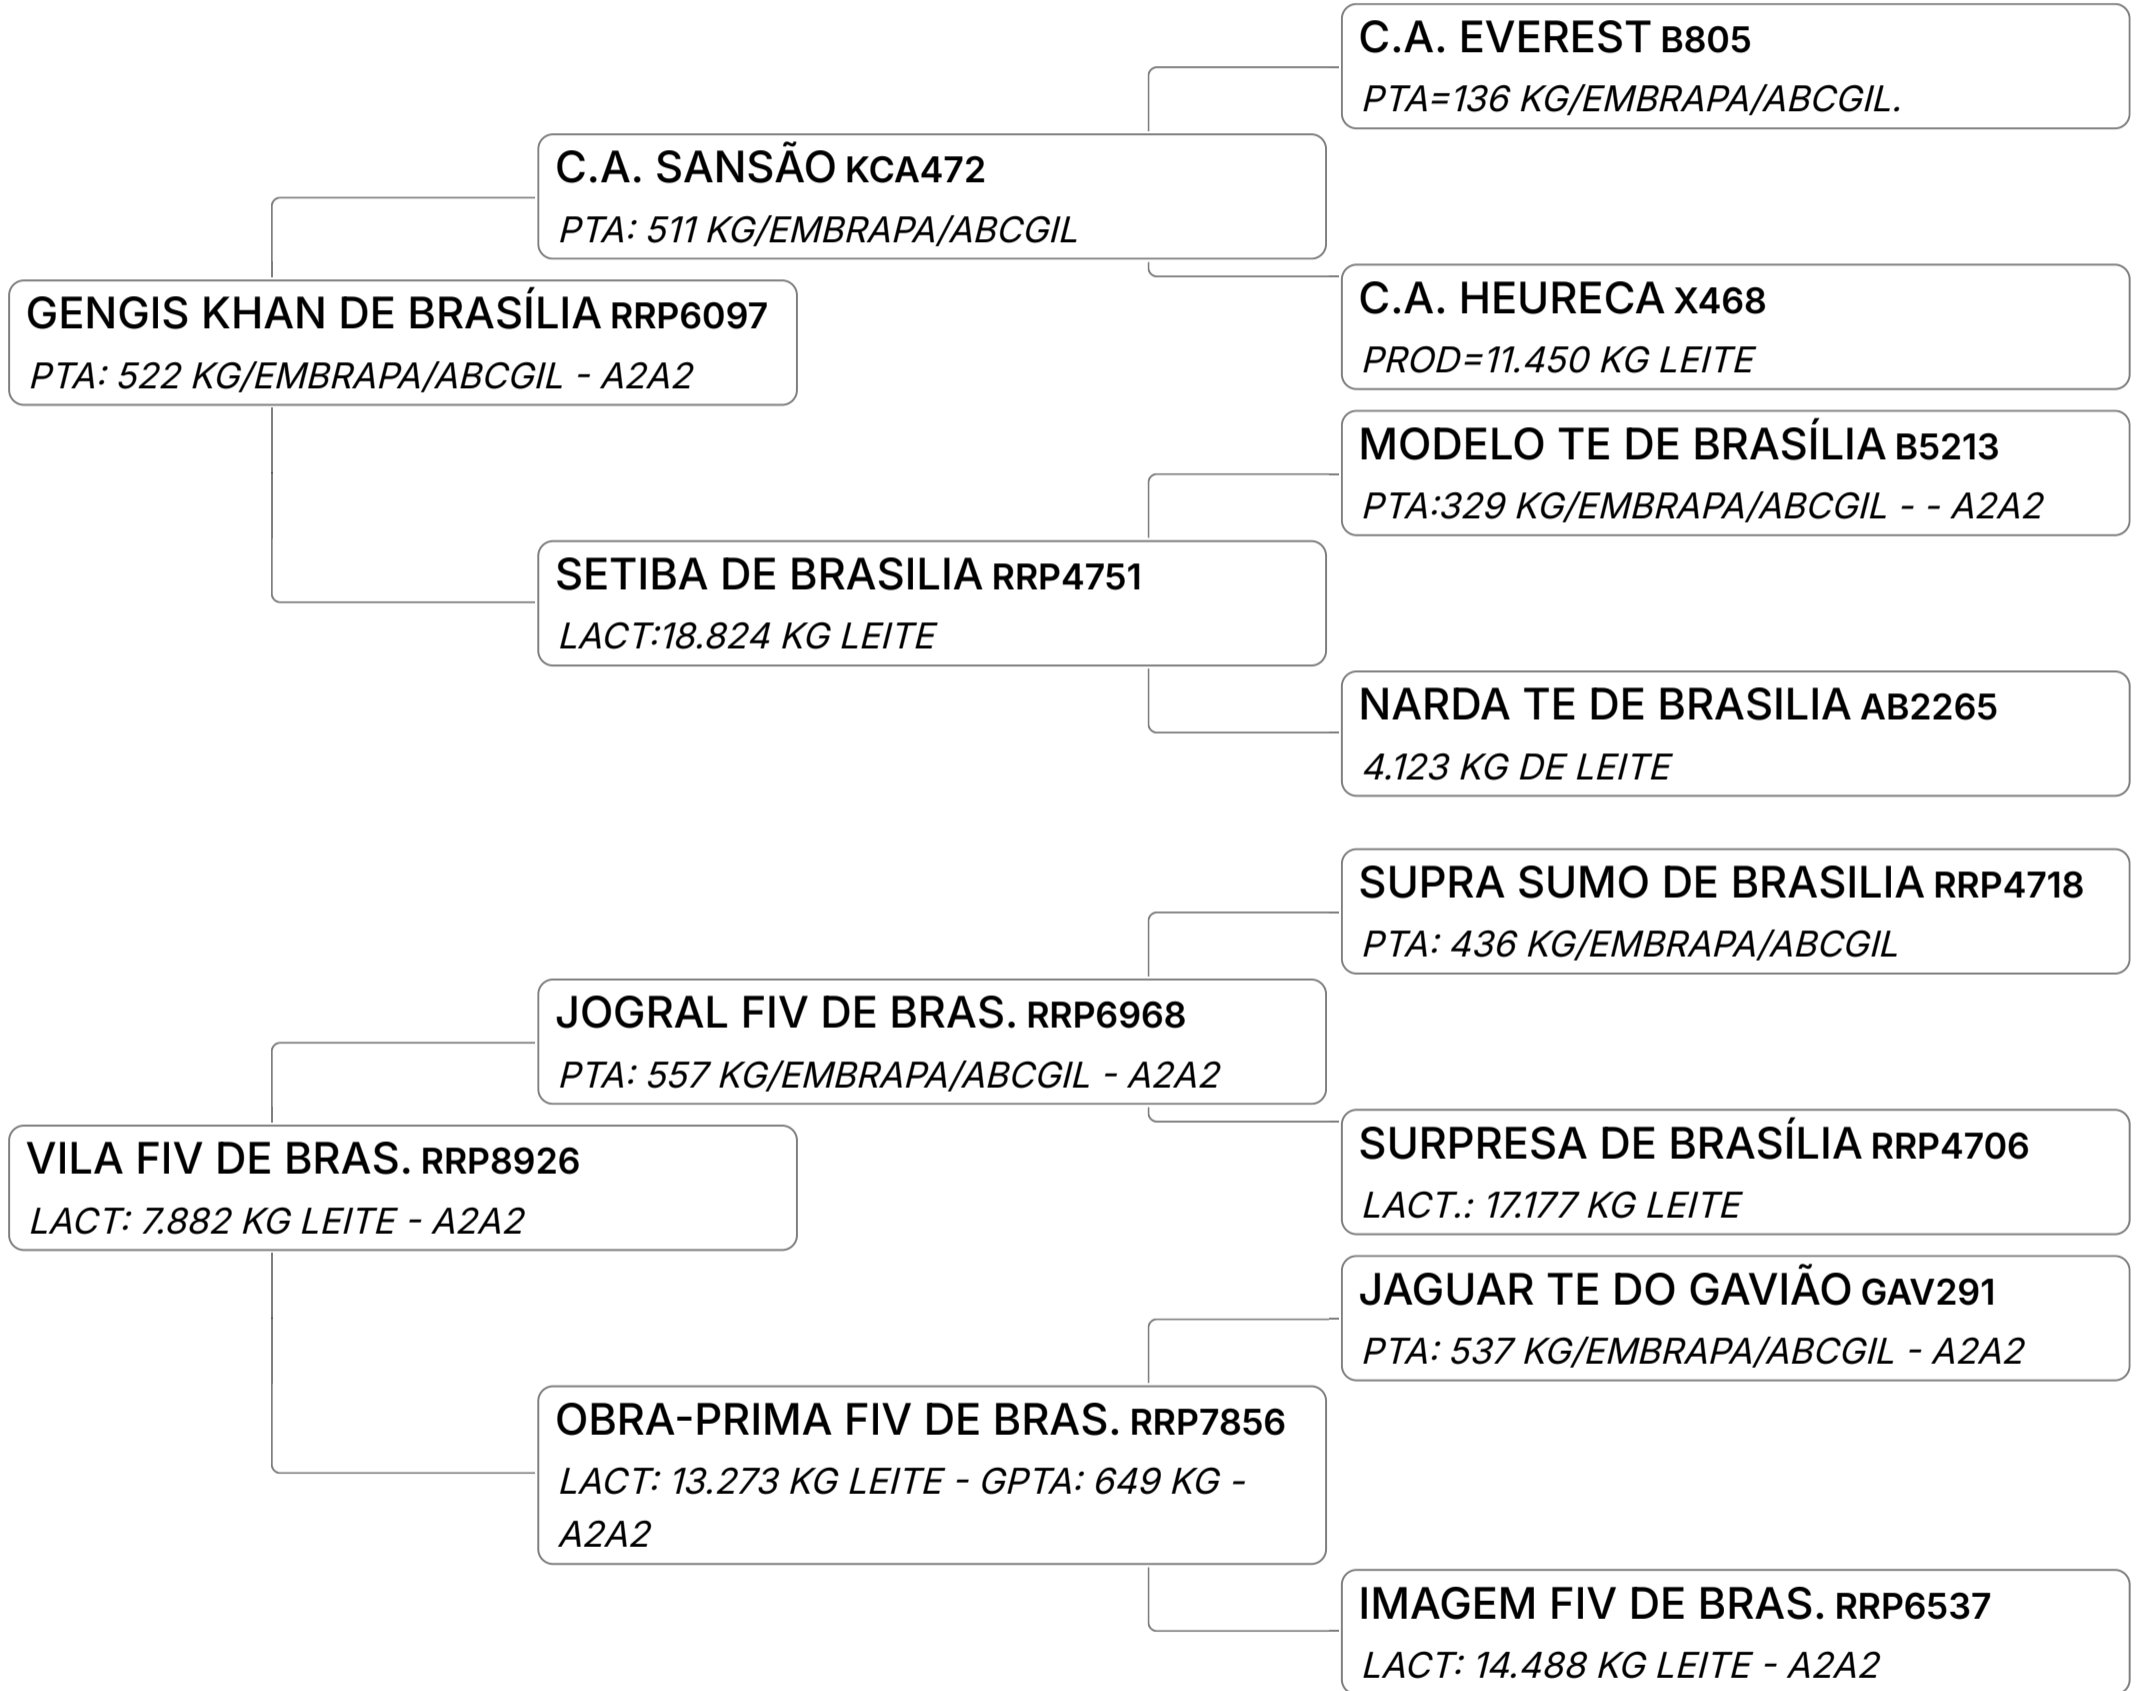 C.A. EVEREST B805
PTA=136 KG/EMBRAPA/ABCGIL.
C.A. SANSÃO KCA472
PTA: 511 KG/EMBRAPA/ABCGIL
C.A. HEURECA X468
PROD=11.450 KG LEITE
GENGIS KHAN DE BRASÍLIA RRP6097
PTA: 522 KG/EMBRAPA/ABCGIL - A2A2
MODELO TE DE BRASÍLIA B5213
PTA:329 KG/EMBRAPA/ABCGIL - - A2A2
SETIBA DE BRASILIA RRP4751
LACT:18.824 KG LEITE
NARDA TE DE BRASILIA AB2265
4.123 KG DE LEITE
SUPRA SUMO DE BRASILIA RRP4718
PTA: 436 KG/EMBRAPA/ABCGIL
JOGRAL FIV DE BRAS. RRP6968
PTA: 557 KG/EMBRAPA/ABCGIL - A2A2
SURPRESA DE BRASÍLIA RRP4706
LACT.: 17.177 KG LEITE
VILA FIV DE BRAS. RRP8926
LACT: 7.882 KG LEITE - A2A2
JAGUAR TE DO GAVIÃO GAV291
PTA: 537 KG/EMBRAPA/ABCGIL - A2A2
OBRA-PRIMA FIV DE BRAS. RRP7856
LACT: 13.273 KG LEITE - GPTA: 649 KG -
A2A2
IMAGEM FIV DE BRAS. RRP6537
LACT: 14.488 KG LEITE - A2A2